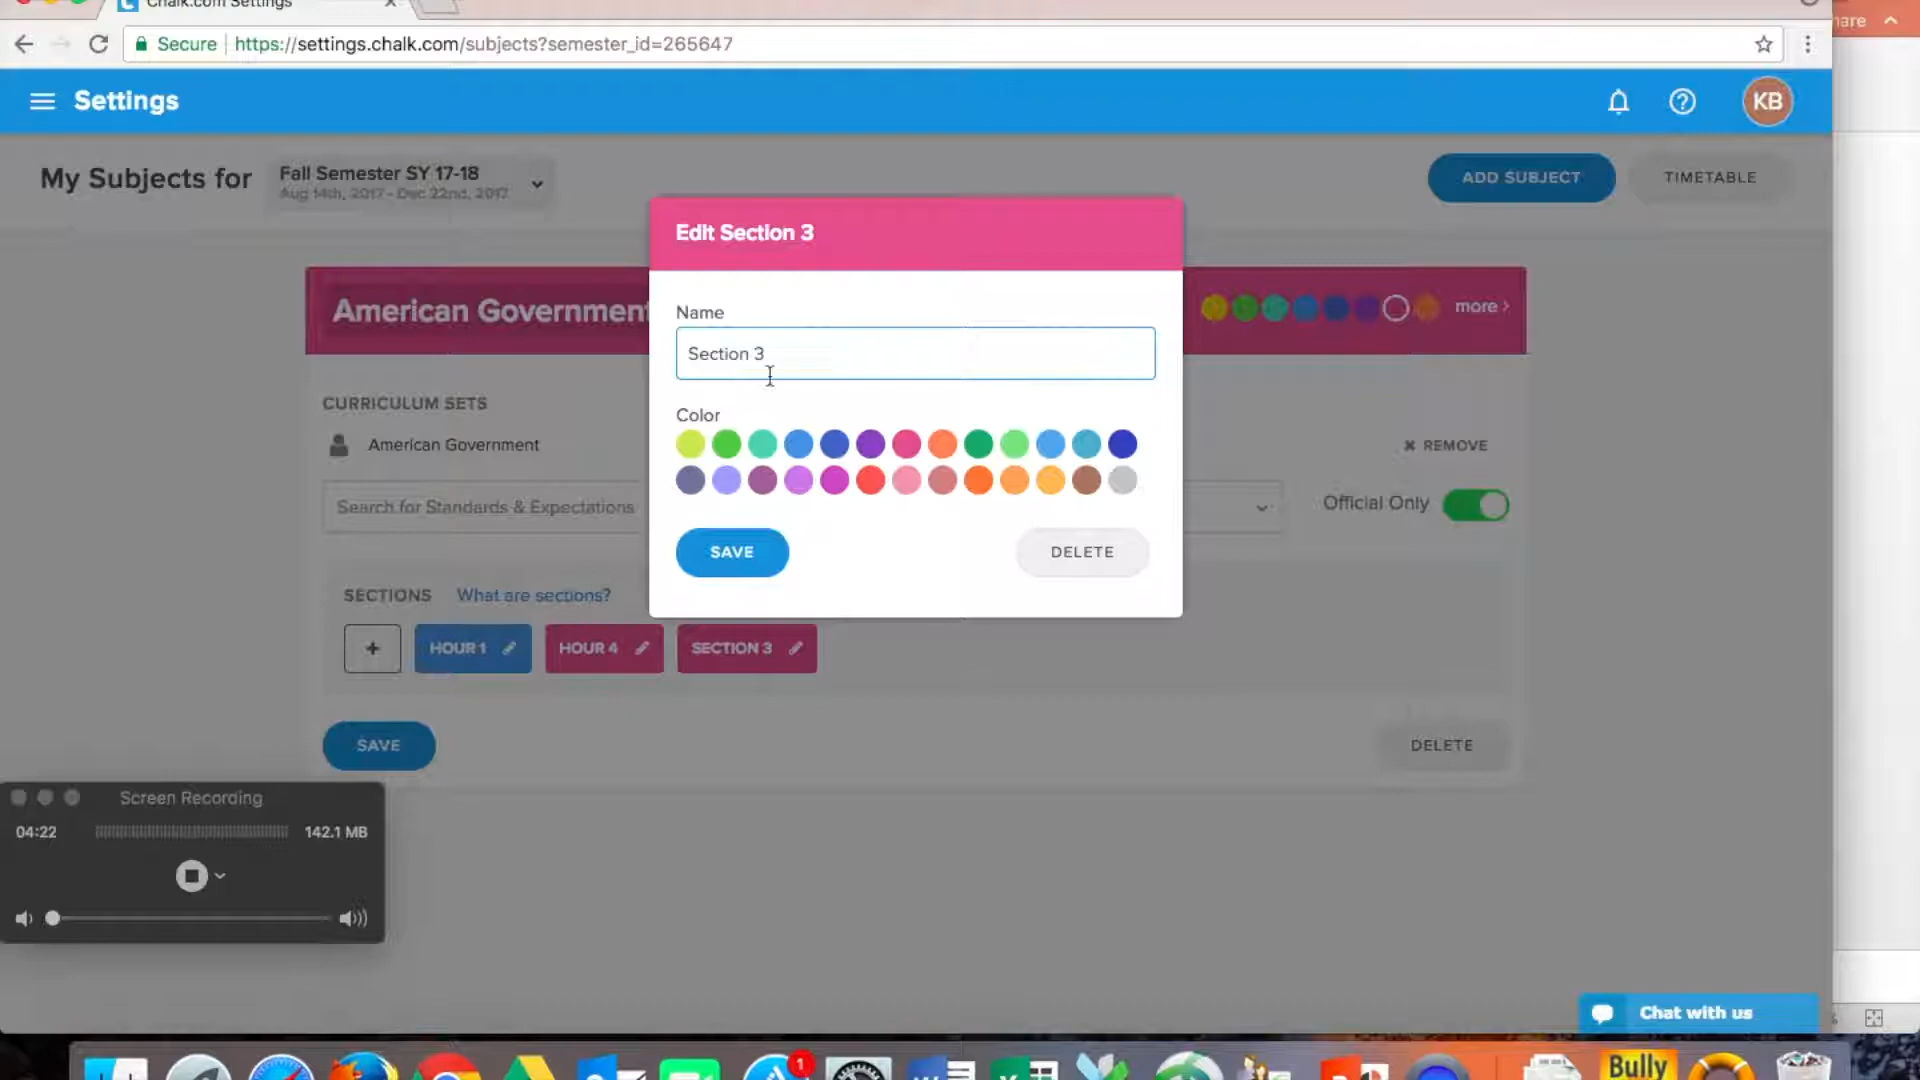 Chalk.com Settings
Secure https://settings.chalk.com/subjects?semester_id=265647
Settings
KB
My Subjects for
Fall Semester SY 17-18
Aug 14th, 2017 - Dec 22nd, 2017
ADD SUBJECT
TIMETABLE
Edit Section 3
American Government
more ›
Name
Section 3
CURRICULUM SETS
American Government
REMOVE
Color
Search for Standards & Expectations
Official Only
SAVE
DELETE
SECTIONS What are sections?
+ HOUR 1 HOUR 4 SECTION 3
SAVE
DELETE
Screen Recording
04:22
142.1 MB
Chat with us
1
Bully